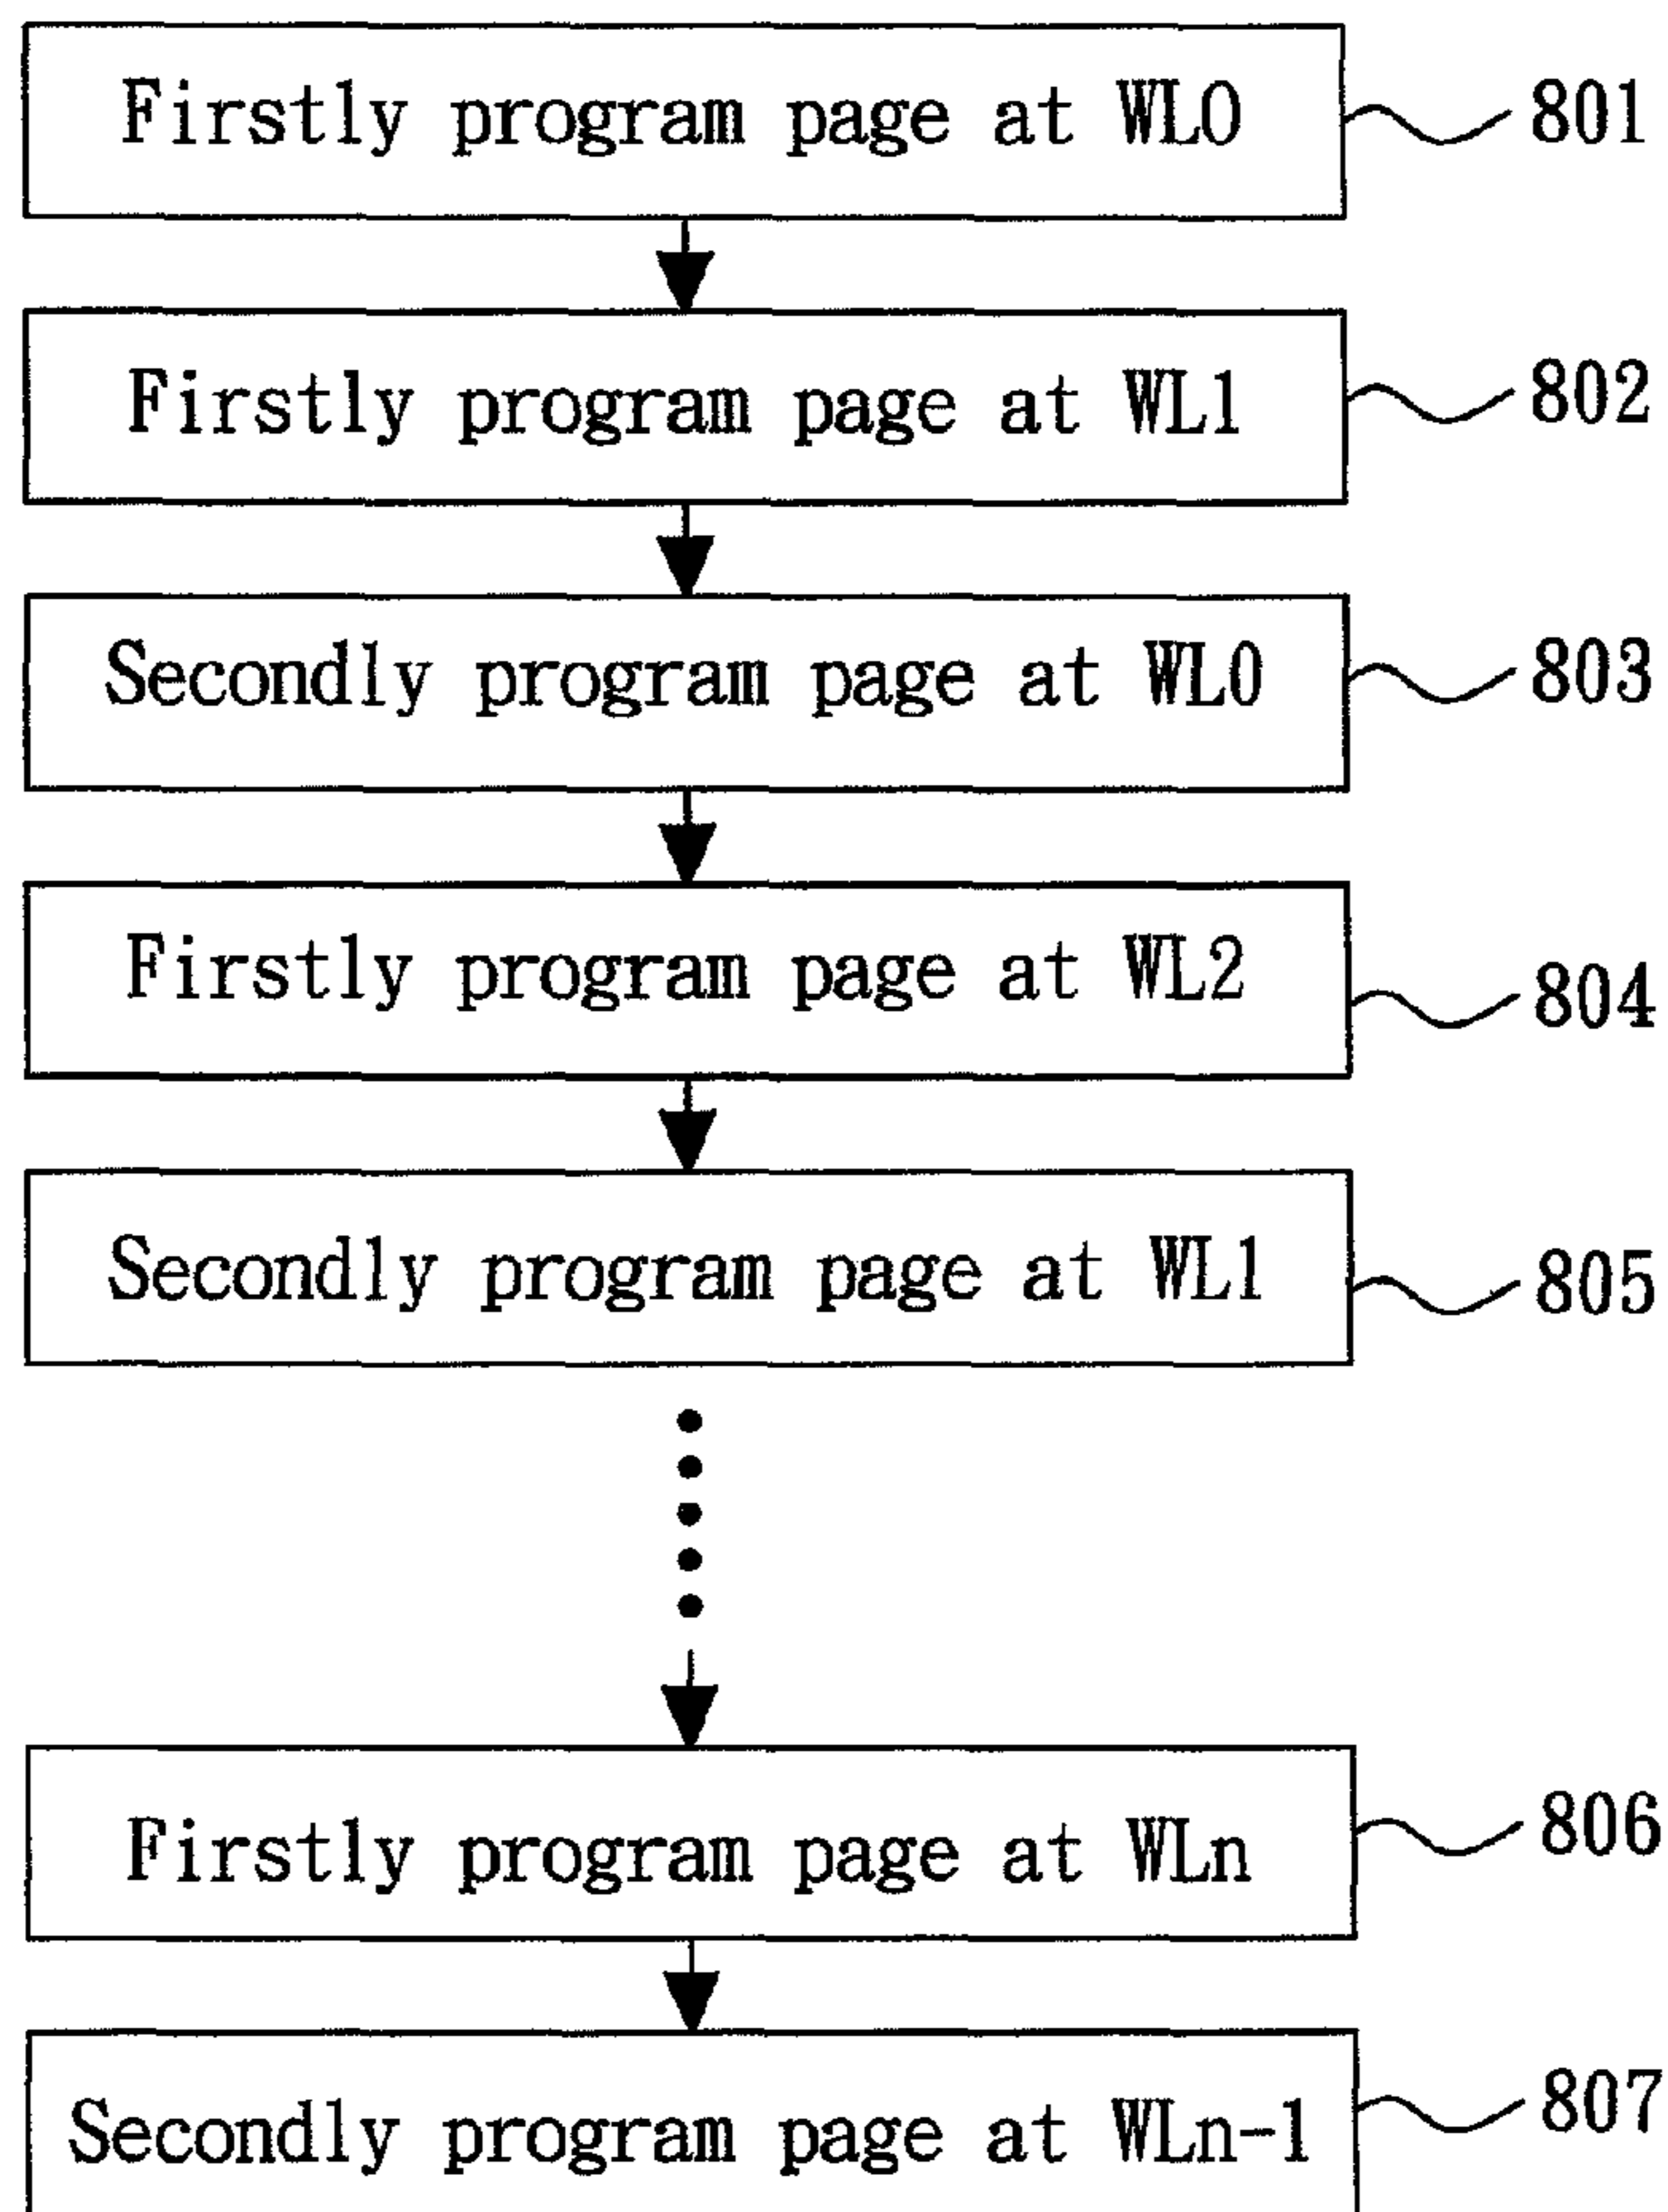 Firstly program page at WL0 801
Firstly program page at WL1 802
Secondly program page at WL0 803
Firstly program page at WL2 804
Secondly program page at WL1 805
Firstly program page at WLn 806
Secondly program page at WLn-1 807